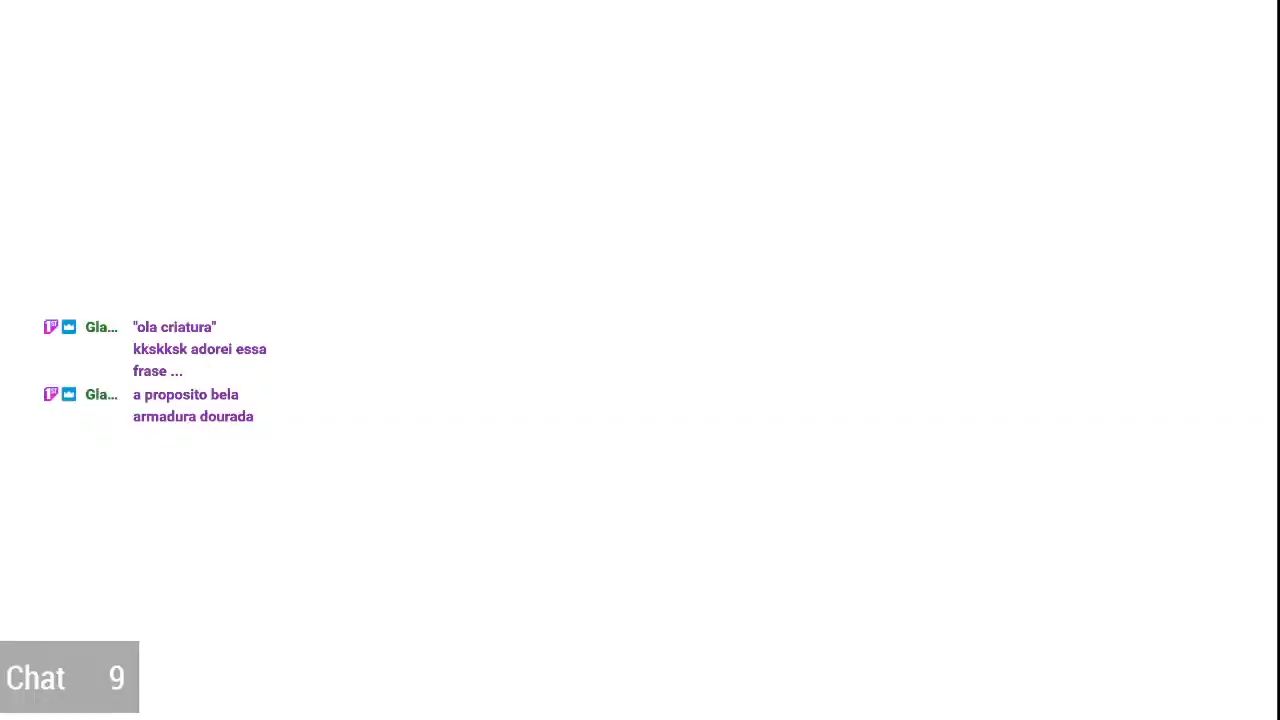 Gla... "ola criatura"
kkskksk adorei essa
frase ...
Gla... a proposito bela
armadura dourada
Chat 9